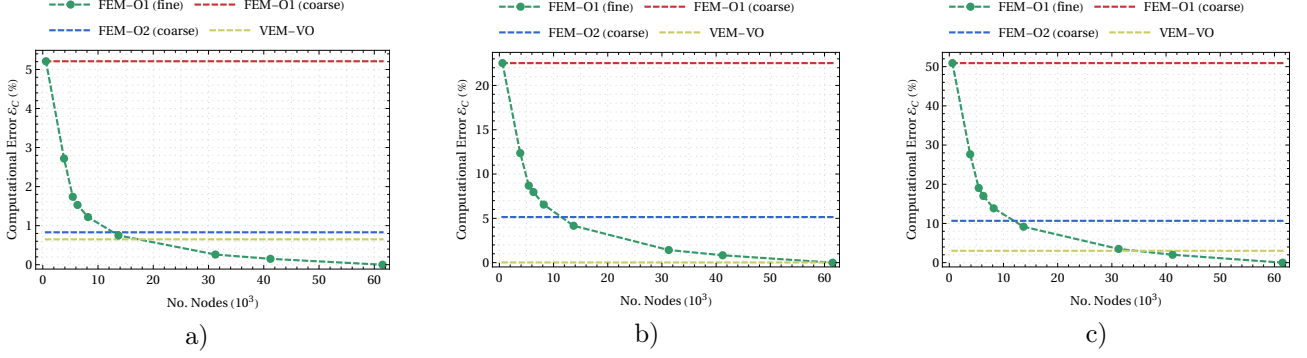 FEM−O1 (fine) FEM−O1 (coarse)
FEM−O2 (coarse) VEM−VO
Computational Error ℰ_C (%)
5
4
3
2
1
0
0 10 20 30 40 50 60
No. Nodes (10³)
a)
FEM−O1 (fine) FEM−O1 (coarse)
FEM−O2 (coarse) VEM−VO
Computational Error ℰ_C (%)
20
15
10
5
0
0 10 20 30 40 50 60
No. Nodes (10³)
b)
FEM−O1 (fine) FEM−O1 (coarse)
FEM−O2 (coarse) VEM−VO
Computational Error ℰ_C (%)
50
40
30
20
10
0
0 10 20 30 40 50 60
No. Nodes (10³)
c)